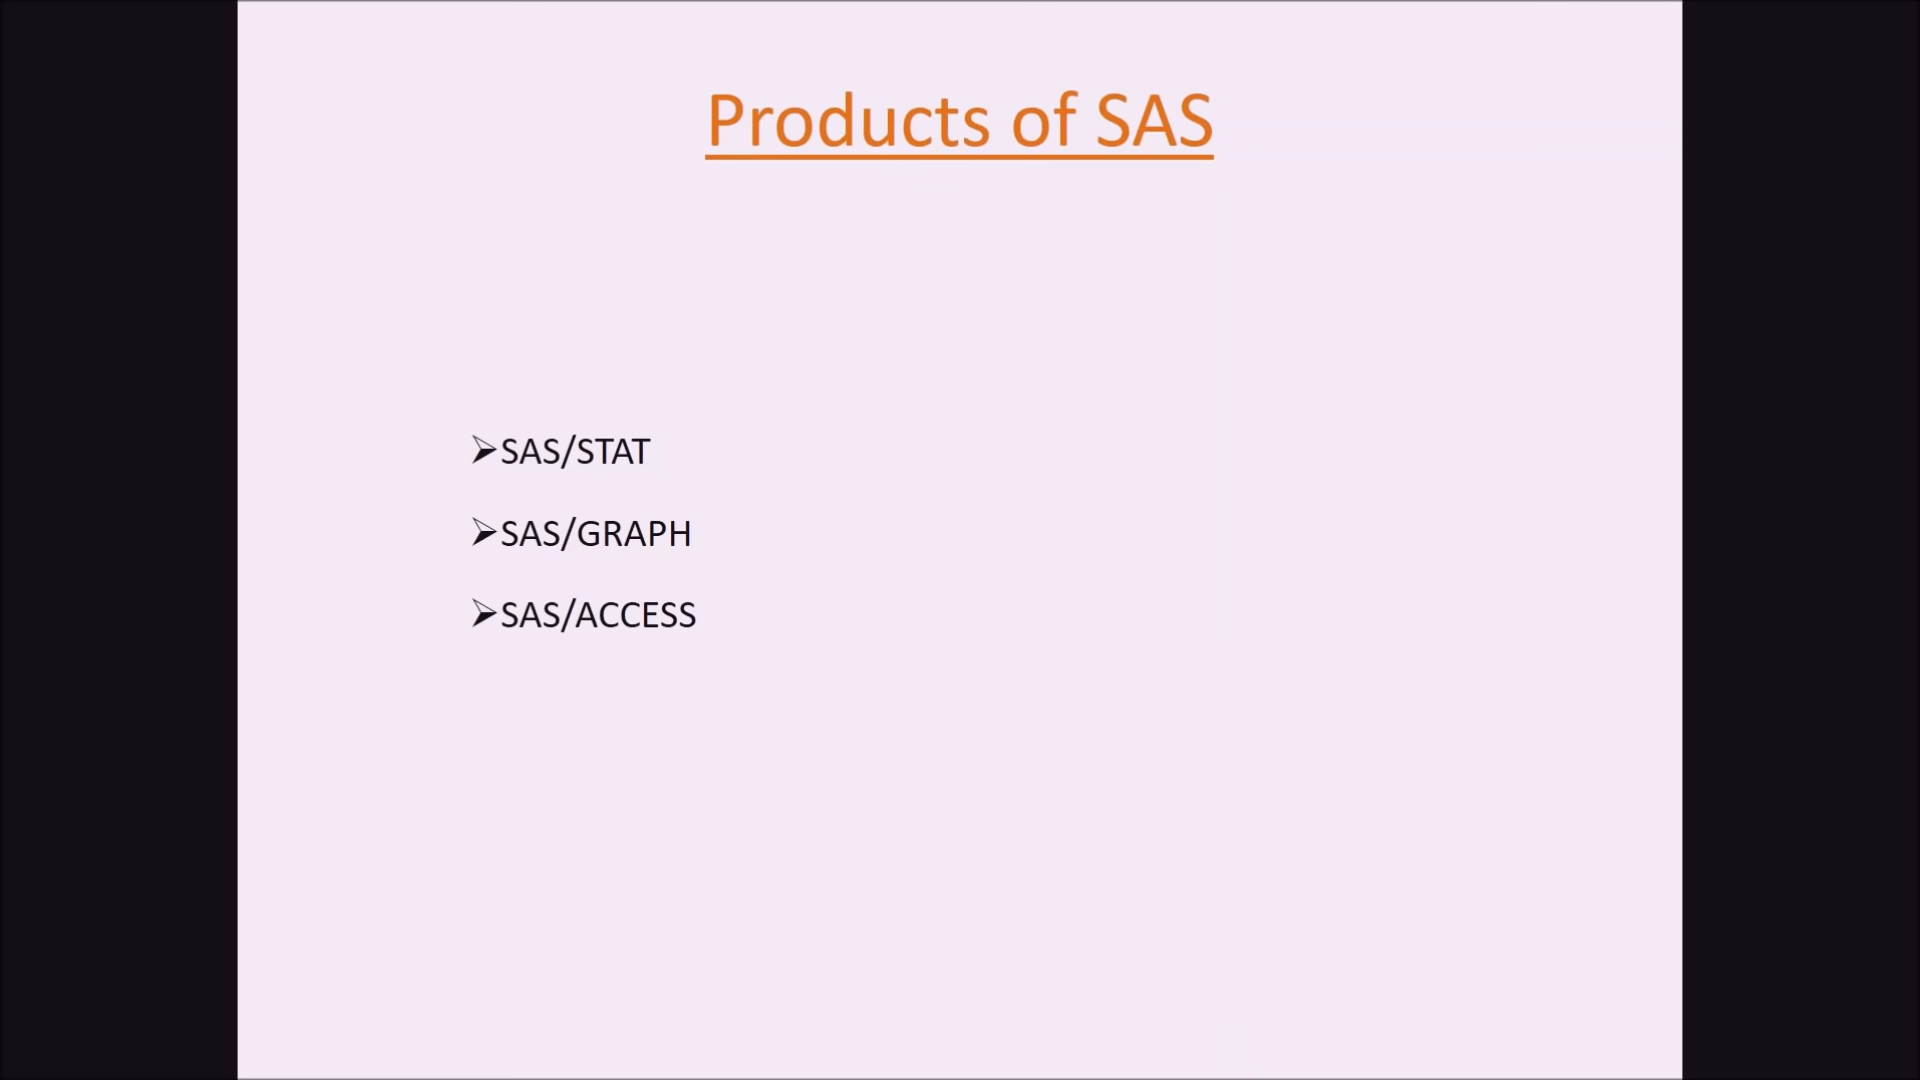 Products of SAS
➢SAS/STAT
➢SAS/GRAPH
➢SAS/ACCESS